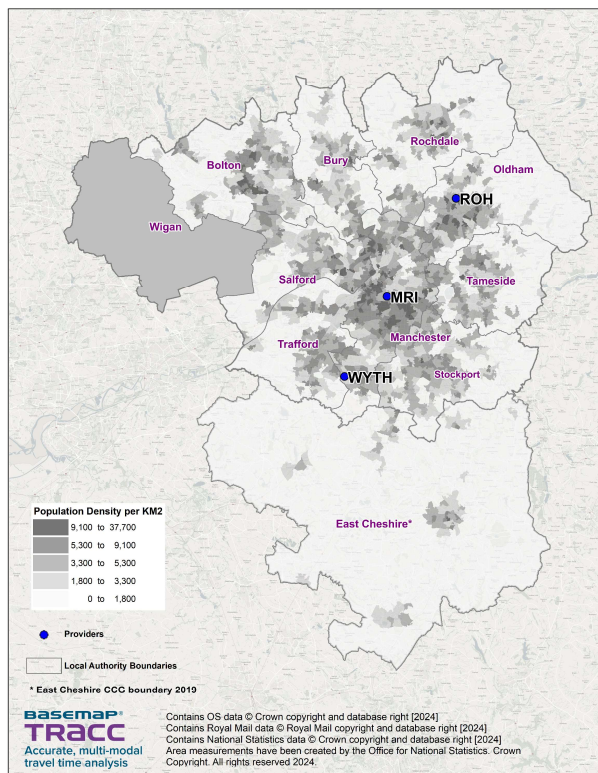 Rochdale
Bolton
Bury
Oldham
ROH
Wigan
Salford
Tameside
MRI
Manchester
Trafford
Stockport
WYTH
East Cheshire*
Population Density per KM2
9,100 to 37,700
5,300 to 9,100
3,300 to 5,300
1,800 to 3,300
0 to 1,800
Providers
Local Authority Boundaries
* East Cheshire CCC boundary 2019
BASEMAP®
TRACC
Accurate, multi-modal
travel time analysis
Contains OS data © Crown copyright and database right [2024]
Contains Royal Mail data © Royal Mail copyright and database right [2024]
Contains National Statistics data © Crown copyright and database right [2024]
Area measurements have been created by the Office for National Statistics. Crown
Copyright. All rights reserved 2024.